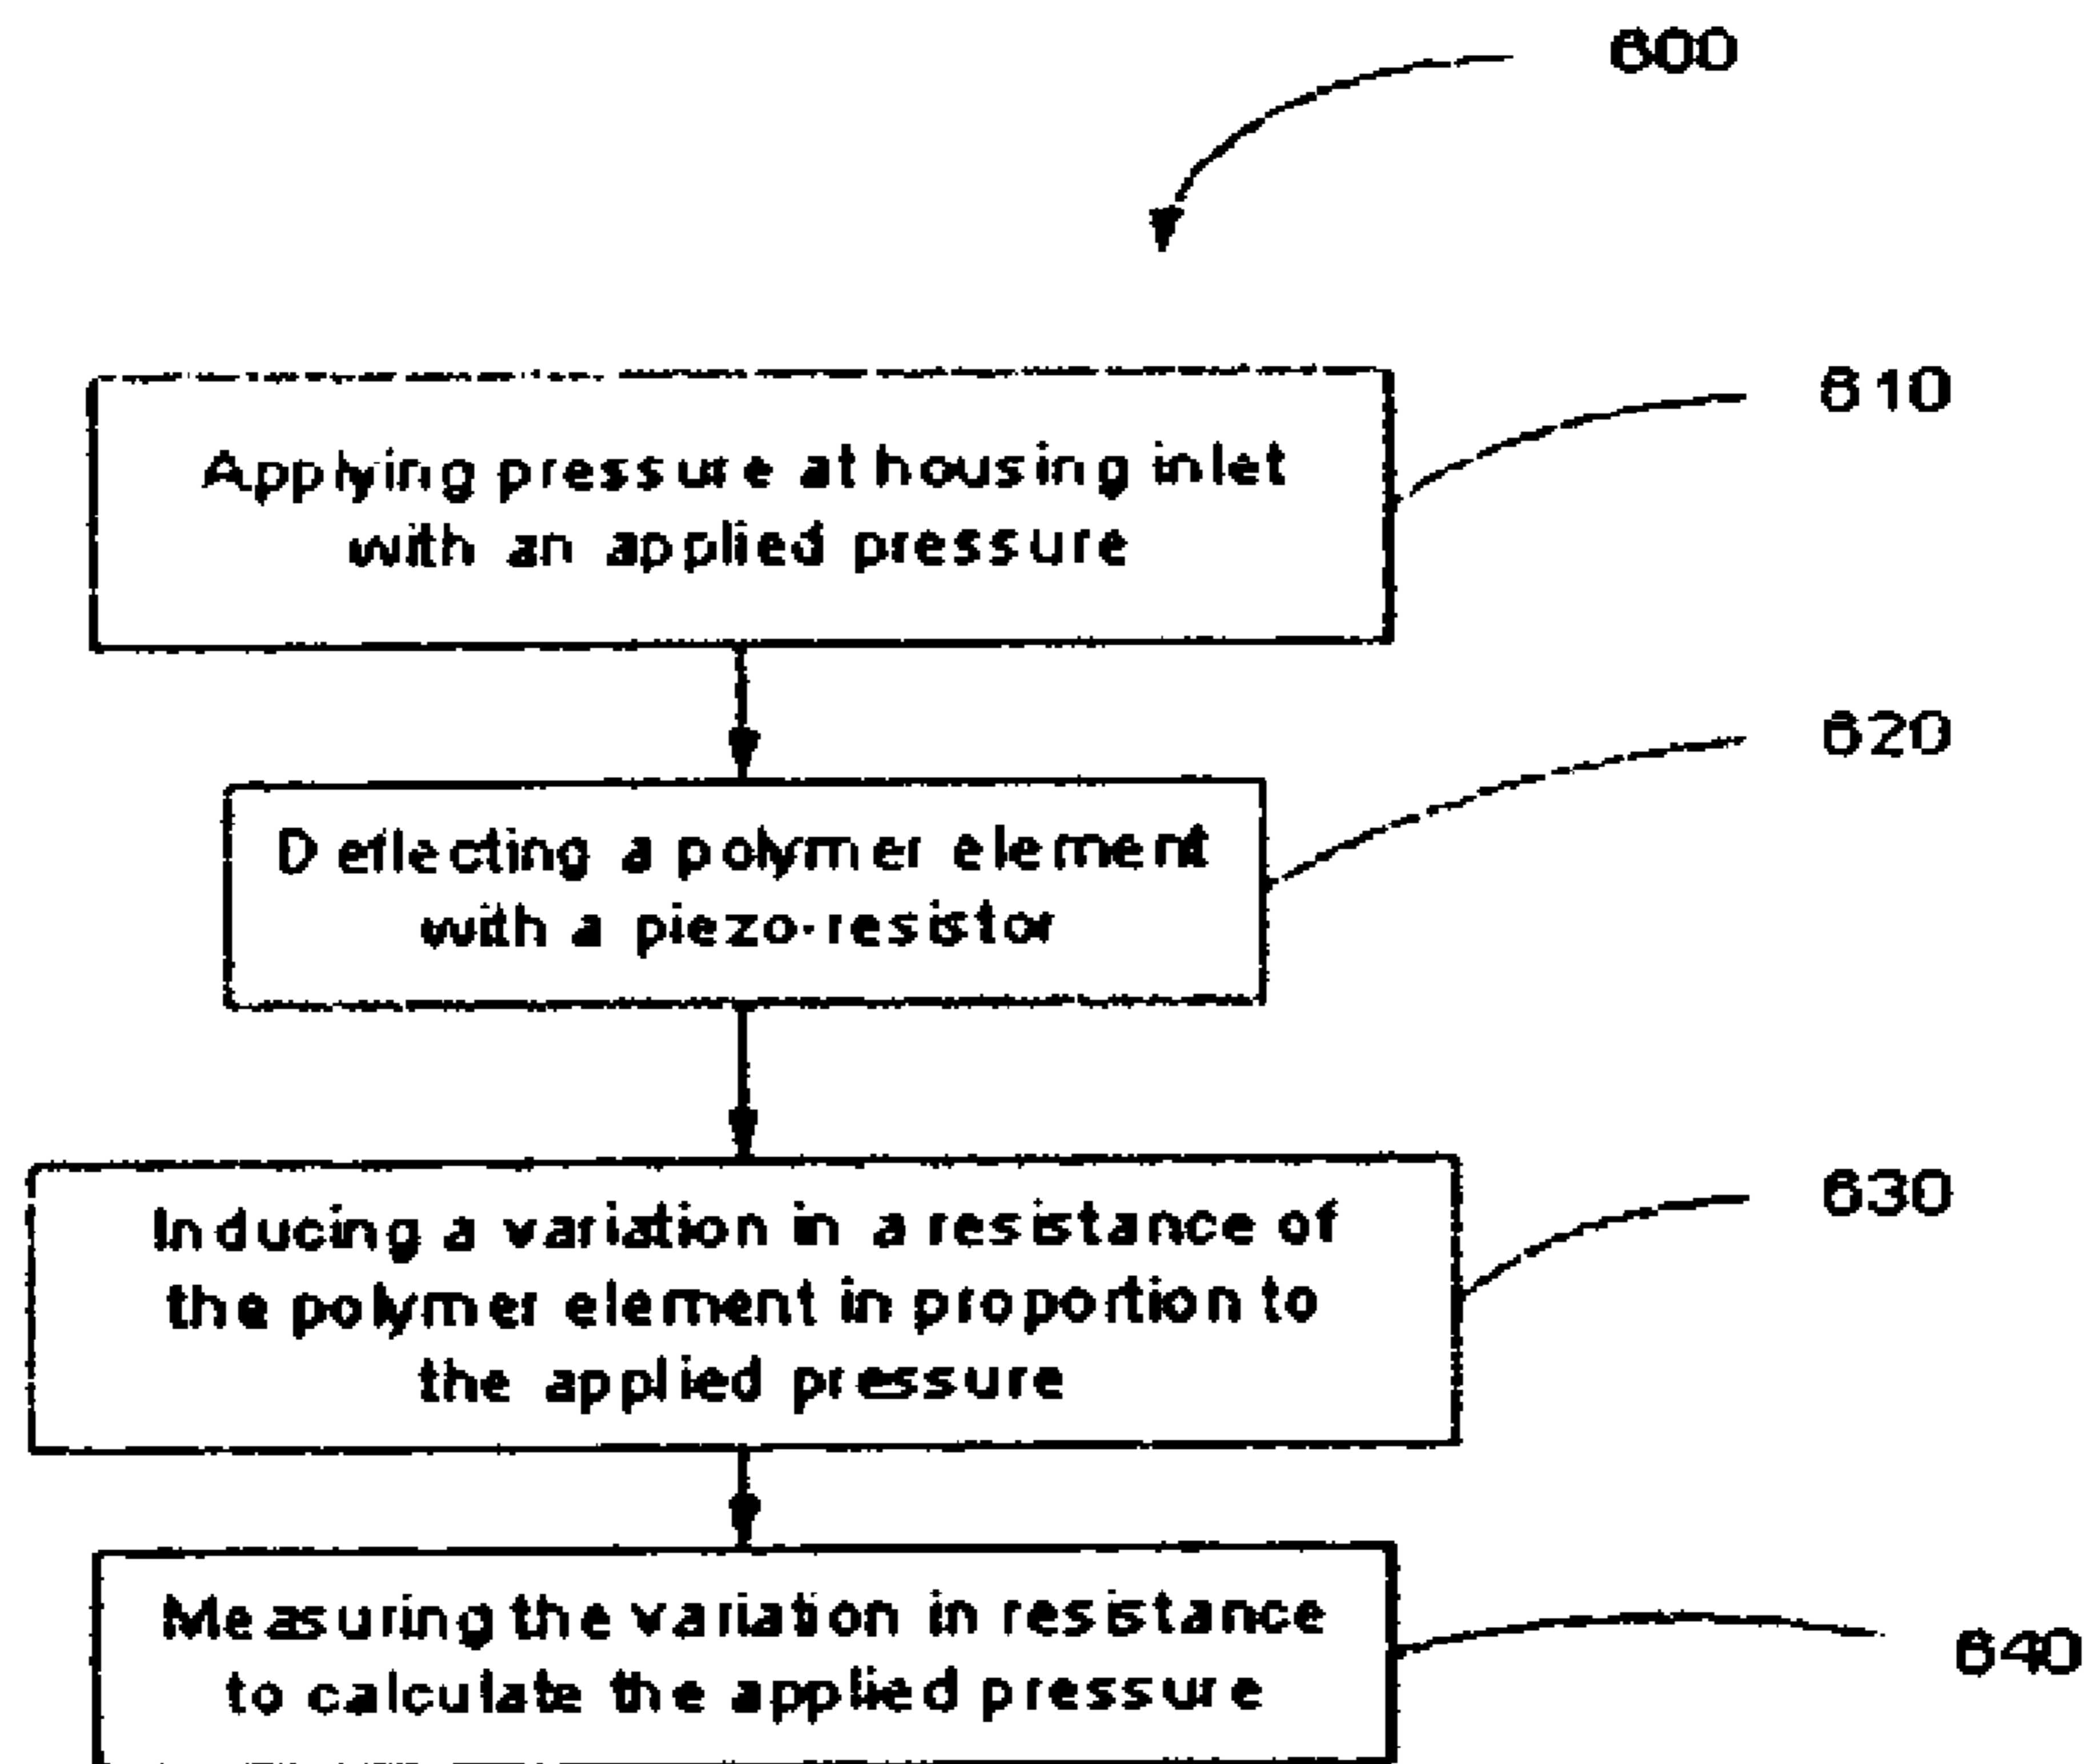 600
610
Applying pressure at housing inlet
with an applied pressure
620
Deflecting a polymer element
with a piezo-resistor
630
Inducing a variation in a resistance of
the polymer element in proportion to
the applied pressure
640
Measuring the variation in resistance
to calculate the applied pressure